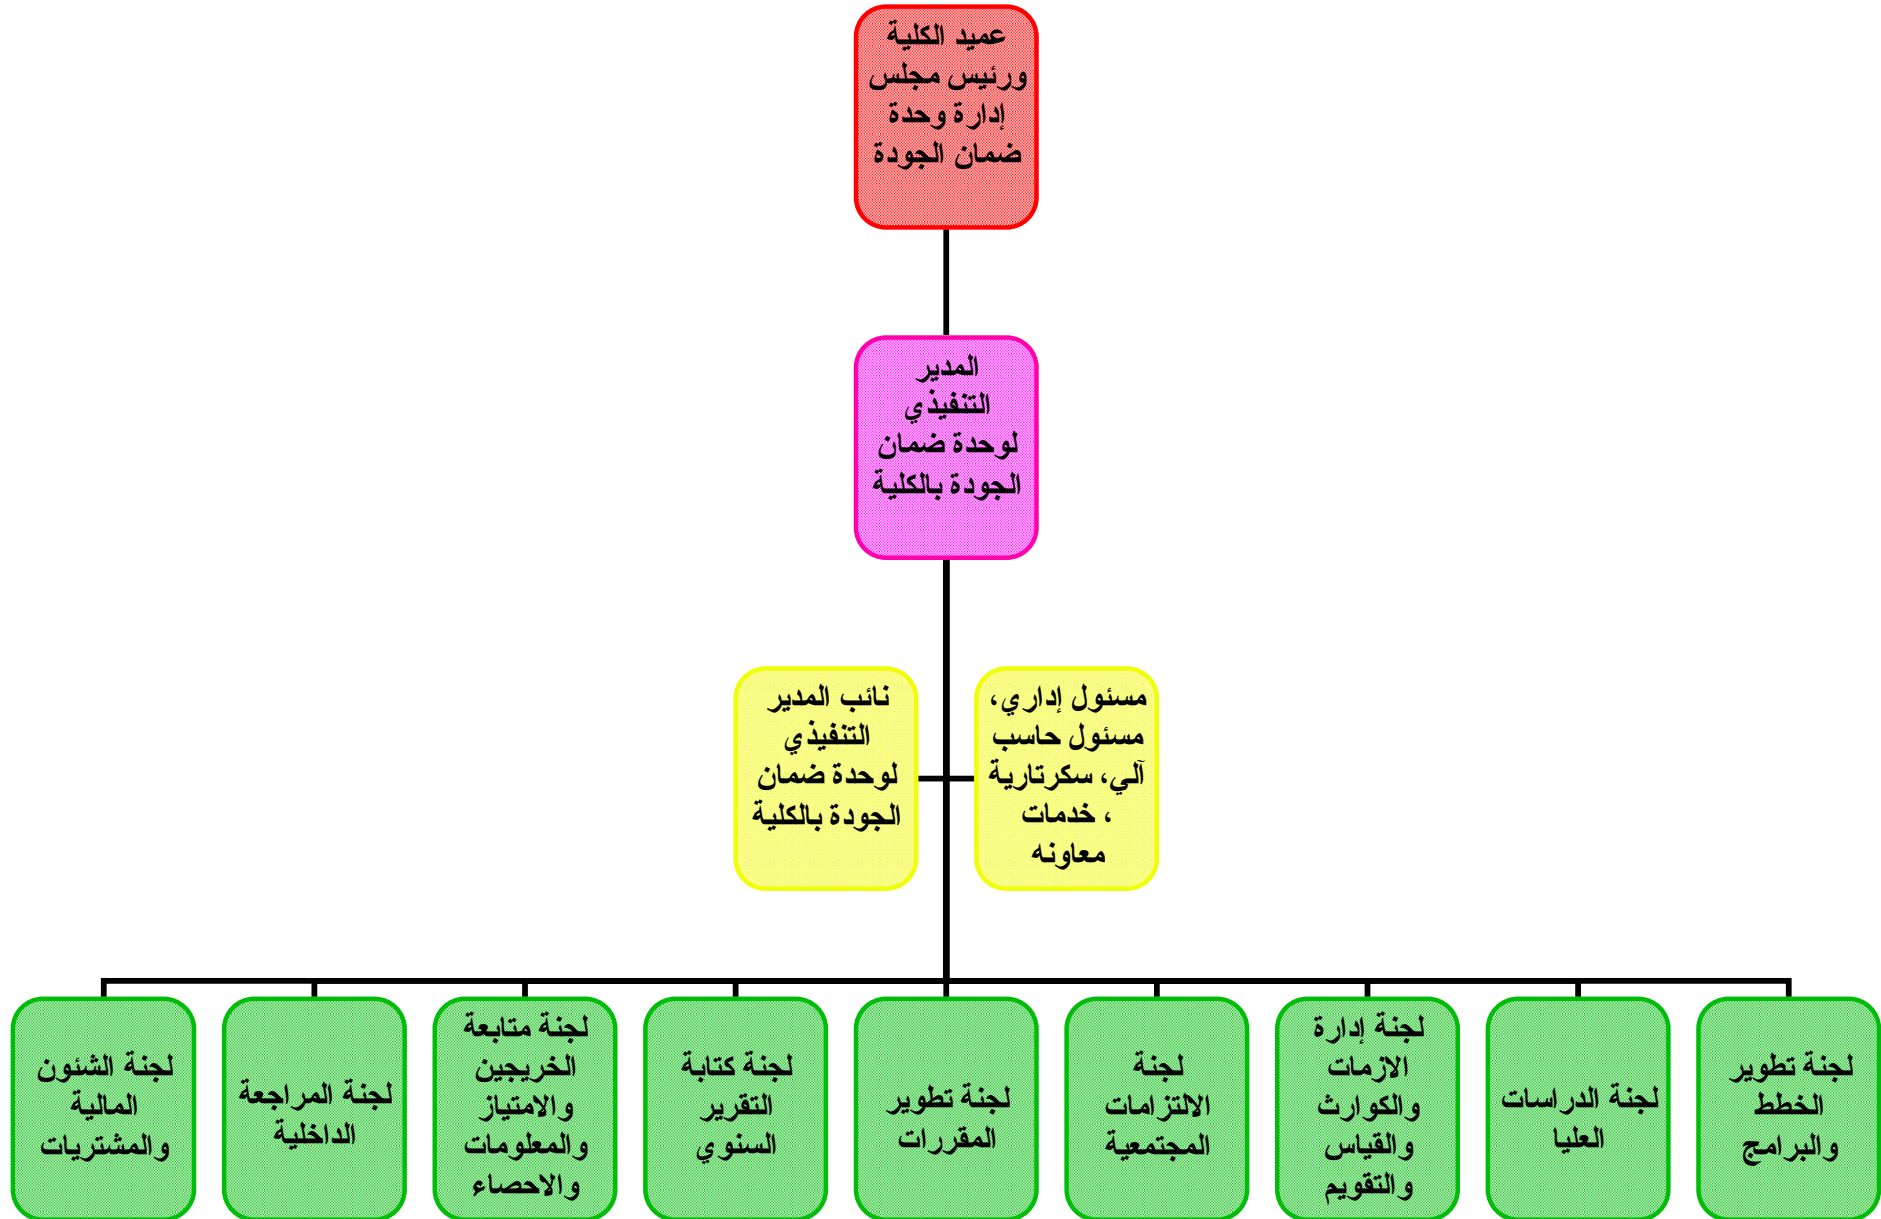 عميد الكلية
ورئيس مجلس
إدارة وحدة
ضمان الجودة
المدير
التنفيذي
لوحدة ضمان
الجودة بالكلية
مسئول إداري،
مسئول حاسب
آلي، سكرتارية
، خدمات
معاونه
نائب المدير
التنفيذي
لوحدة ضمان
الجودة بالكلية
لجنة تطوير
الخطط
والبرامج
لجنة الدراسات
العليا
لجنة إدارة
الازمات
والكوارث
والقياس
والتقويم
لجنة
الالتزامات
المجتمعية
لجنة تطوير
المقررات
لجنة كتابة
التقرير
السنوي
لجنة متابعة
الخريجين
والامتياز
والمعلومات
والاحصاء
لجنة المراجعة
الداخلية
لجنة الشئون
المالية
والمشتريات